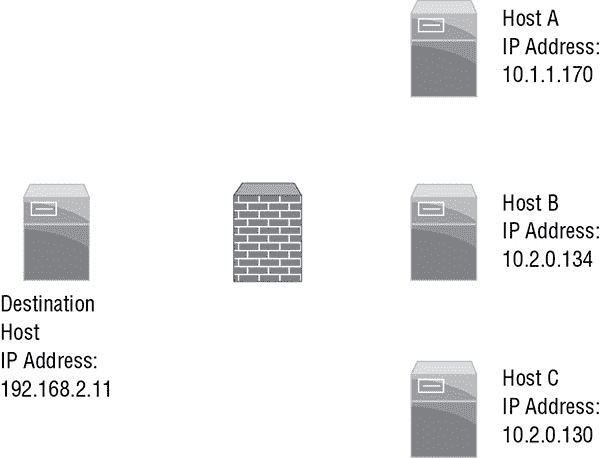 Host A
IP Address:
10.1.1.170
Host B
IP Address:
10.2.0.134
Destination
Host
IP Address:
192.168.2.11
Host C
IP Address:
10.2.0.130